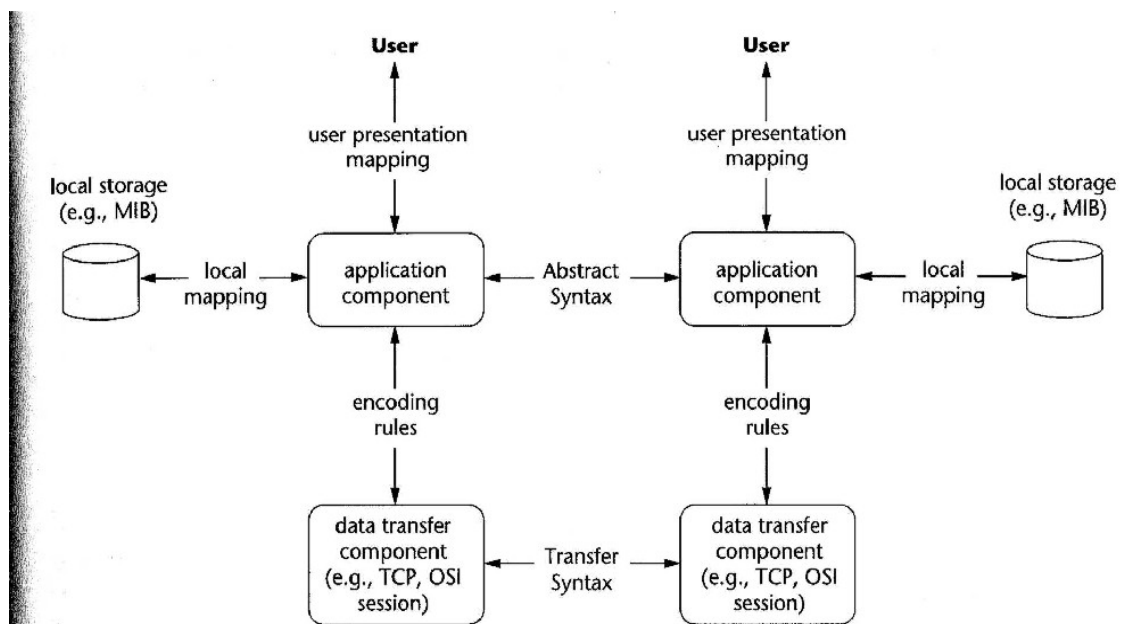 User
User
user presentation
mapping
user presentation
mapping
local storage
(e.g., MIB)
local storage
(e.g., MIB)
local
mapping
application
component
Abstract
Syntax
application
component
local
mapping
encoding
rules
encoding
rules
data transfer
component
(e.g., TCP, OSI
session)
Transfer
Syntax
data transfer
component
(e.g., TCP, OSI
session)